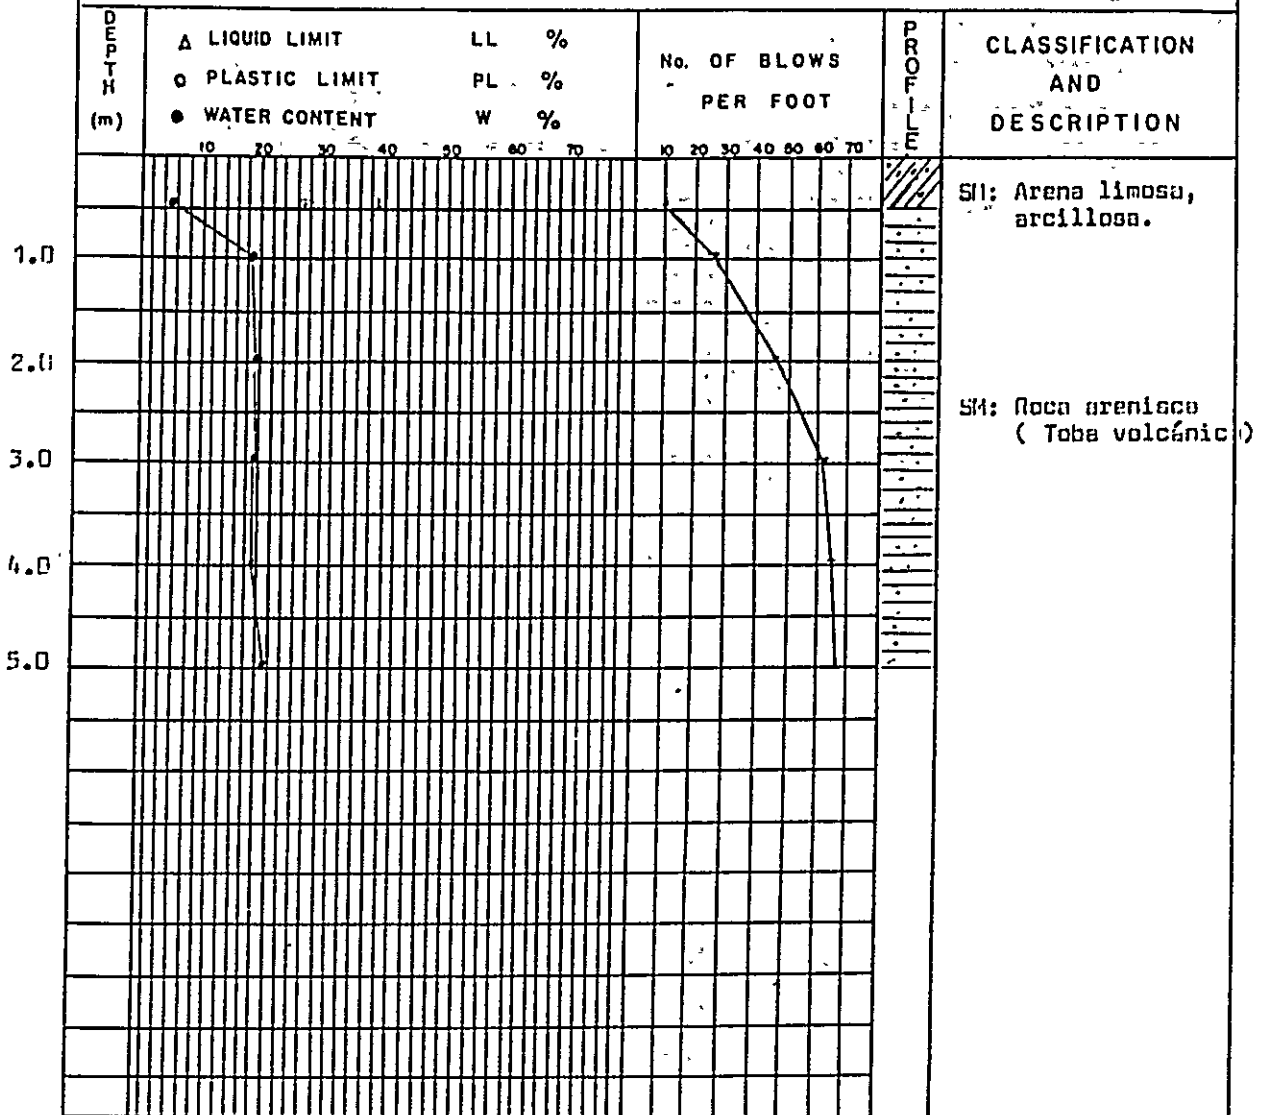 DEPTH (m)
△ LIQUID LIMIT LL %
○ PLASTIC LIMIT PL %
● WATER CONTENT W %
10 20 30 40 50 60 70
No. OF BLOWS
PER FOOT
10 20 30 40 50 60 70
PROFILE
CLASSIFICATION
AND
DESCRIPTION
SM: Arena limosa,
arcillosa.
1.0
2.0
SM: Roca arenisca
( Toba volcánica)
3.0
4.0
5.0